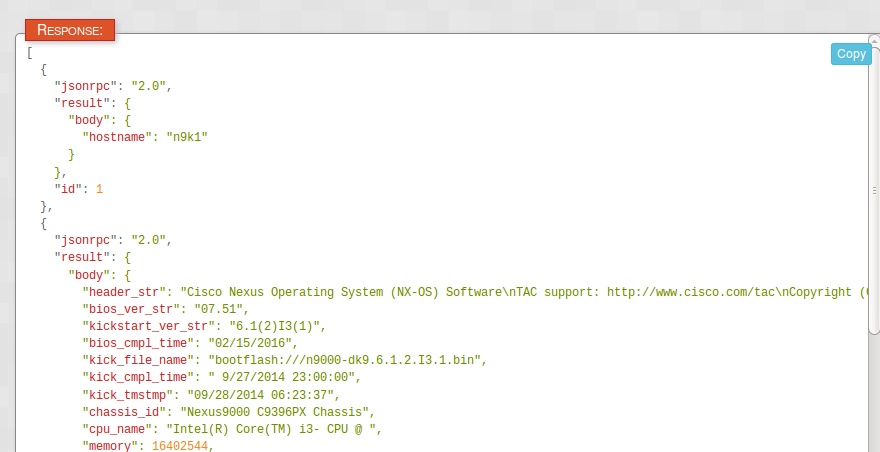 RESPONSE:
Copy
[
  {
    "jsonrpc": "2.0",
    "result": {
      "body": {
        "hostname": "n9k1"
      }
    },
    "id": 1
  },
  {
    "jsonrpc": "2.0",
    "result": {
      "body": {
        "header_str": "Cisco Nexus Operating System (NX-OS) Software\nTAC support: http://www.cisco.com/tac\nCopyright (
        "bios_ver_str": "07.51",
        "kickstart_ver_str": "6.1(2)I3(1)",
        "bios_cmpl_time": "02/15/2016",
        "kick_file_name": "bootflash:///n9000-dk9.6.1.2.I3.1.bin",
        "kick_cmpl_time": " 9/27/2014 23:00:00",
        "kick_tmstmp": "09/28/2014 06:23:37",
        "chassis_id": "Nexus9000 C9396PX Chassis",
        "cpu_name": "Intel(R) Core(TM) i3- CPU @ ",
        "memory": 16402544,